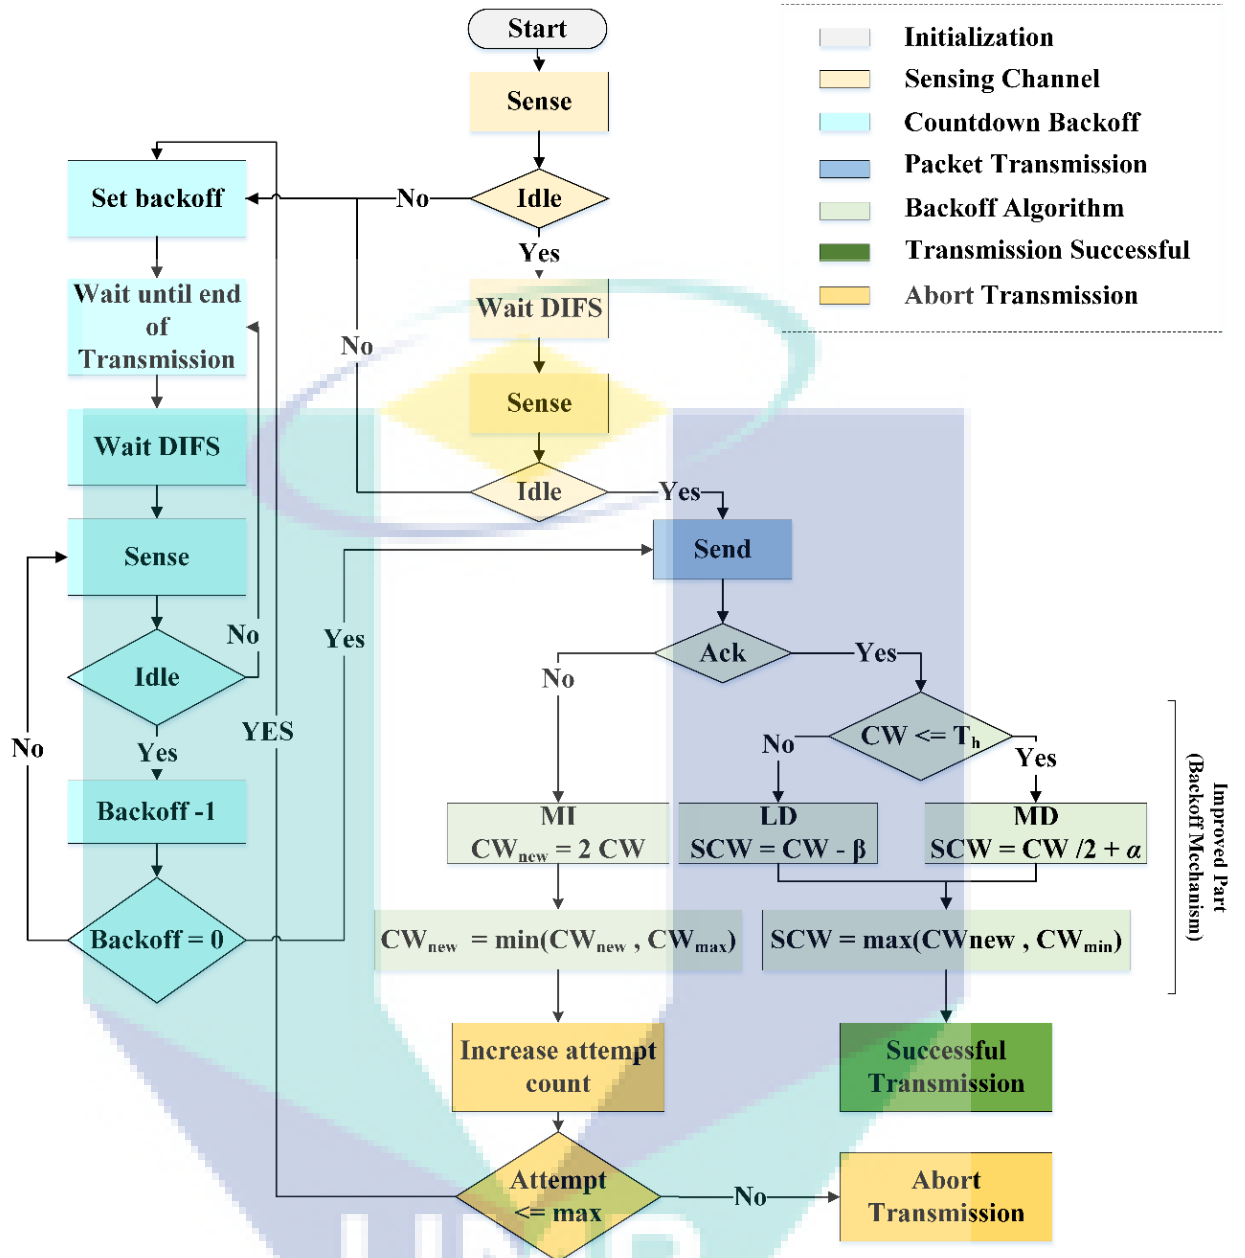 Start
Sense
Idle
No
Yes
Wait DIFS
Sense
Idle
No
Yes
Set backoff
Wait until end
of
Transmission
Wait DIFS
Sense
Idle
No
Yes
Backoff -1
Backoff = 0
No
Yes
YES
Send
Ack
No
Yes
CW <= Tₕ
No
Yes
MI
CWnew = 2 CW
LD
SCW = CW - β
MD
SCW = CW /2 + α
CWnew = min(CWnew , CWmax)
SCW = max(CWnew , CWmin)
Increase attempt
count
Successful
Transmission
Attempt
<= max
No
Abort
Transmission
Improved Part
(Backoff Mechanism)
Initialization
Sensing Channel
Countdown Backoff
Packet Transmission
Backoff Algorithm
Transmission Successful
Abort Transmission
UMP